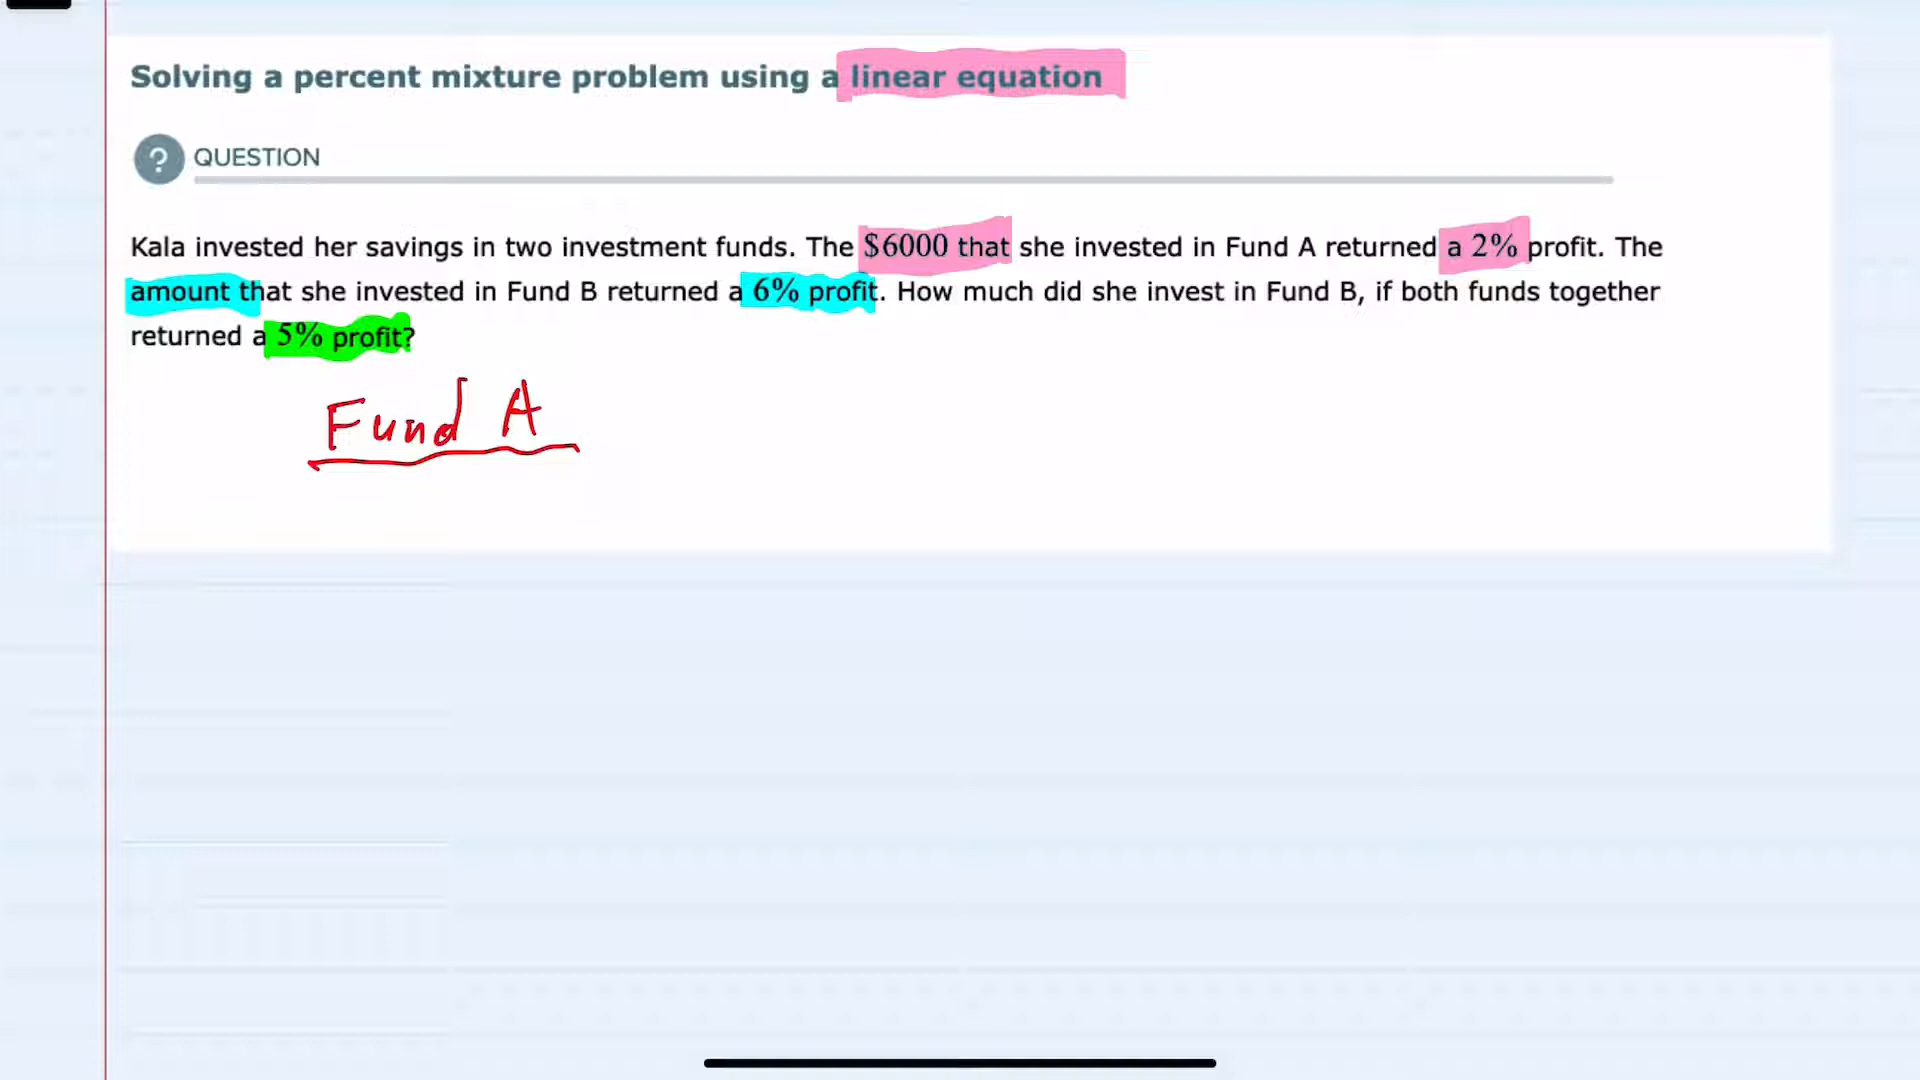 Solving a percent mixture problem using a linear equation
? QUESTION
Kala invested her savings in two investment funds. The $6000 that she invested in Fund A returned a 2% profit. The
amount that she invested in Fund B returned a 6% profit. How much did she invest in Fund B, if both funds together
returned a 5% profit?
Fund A